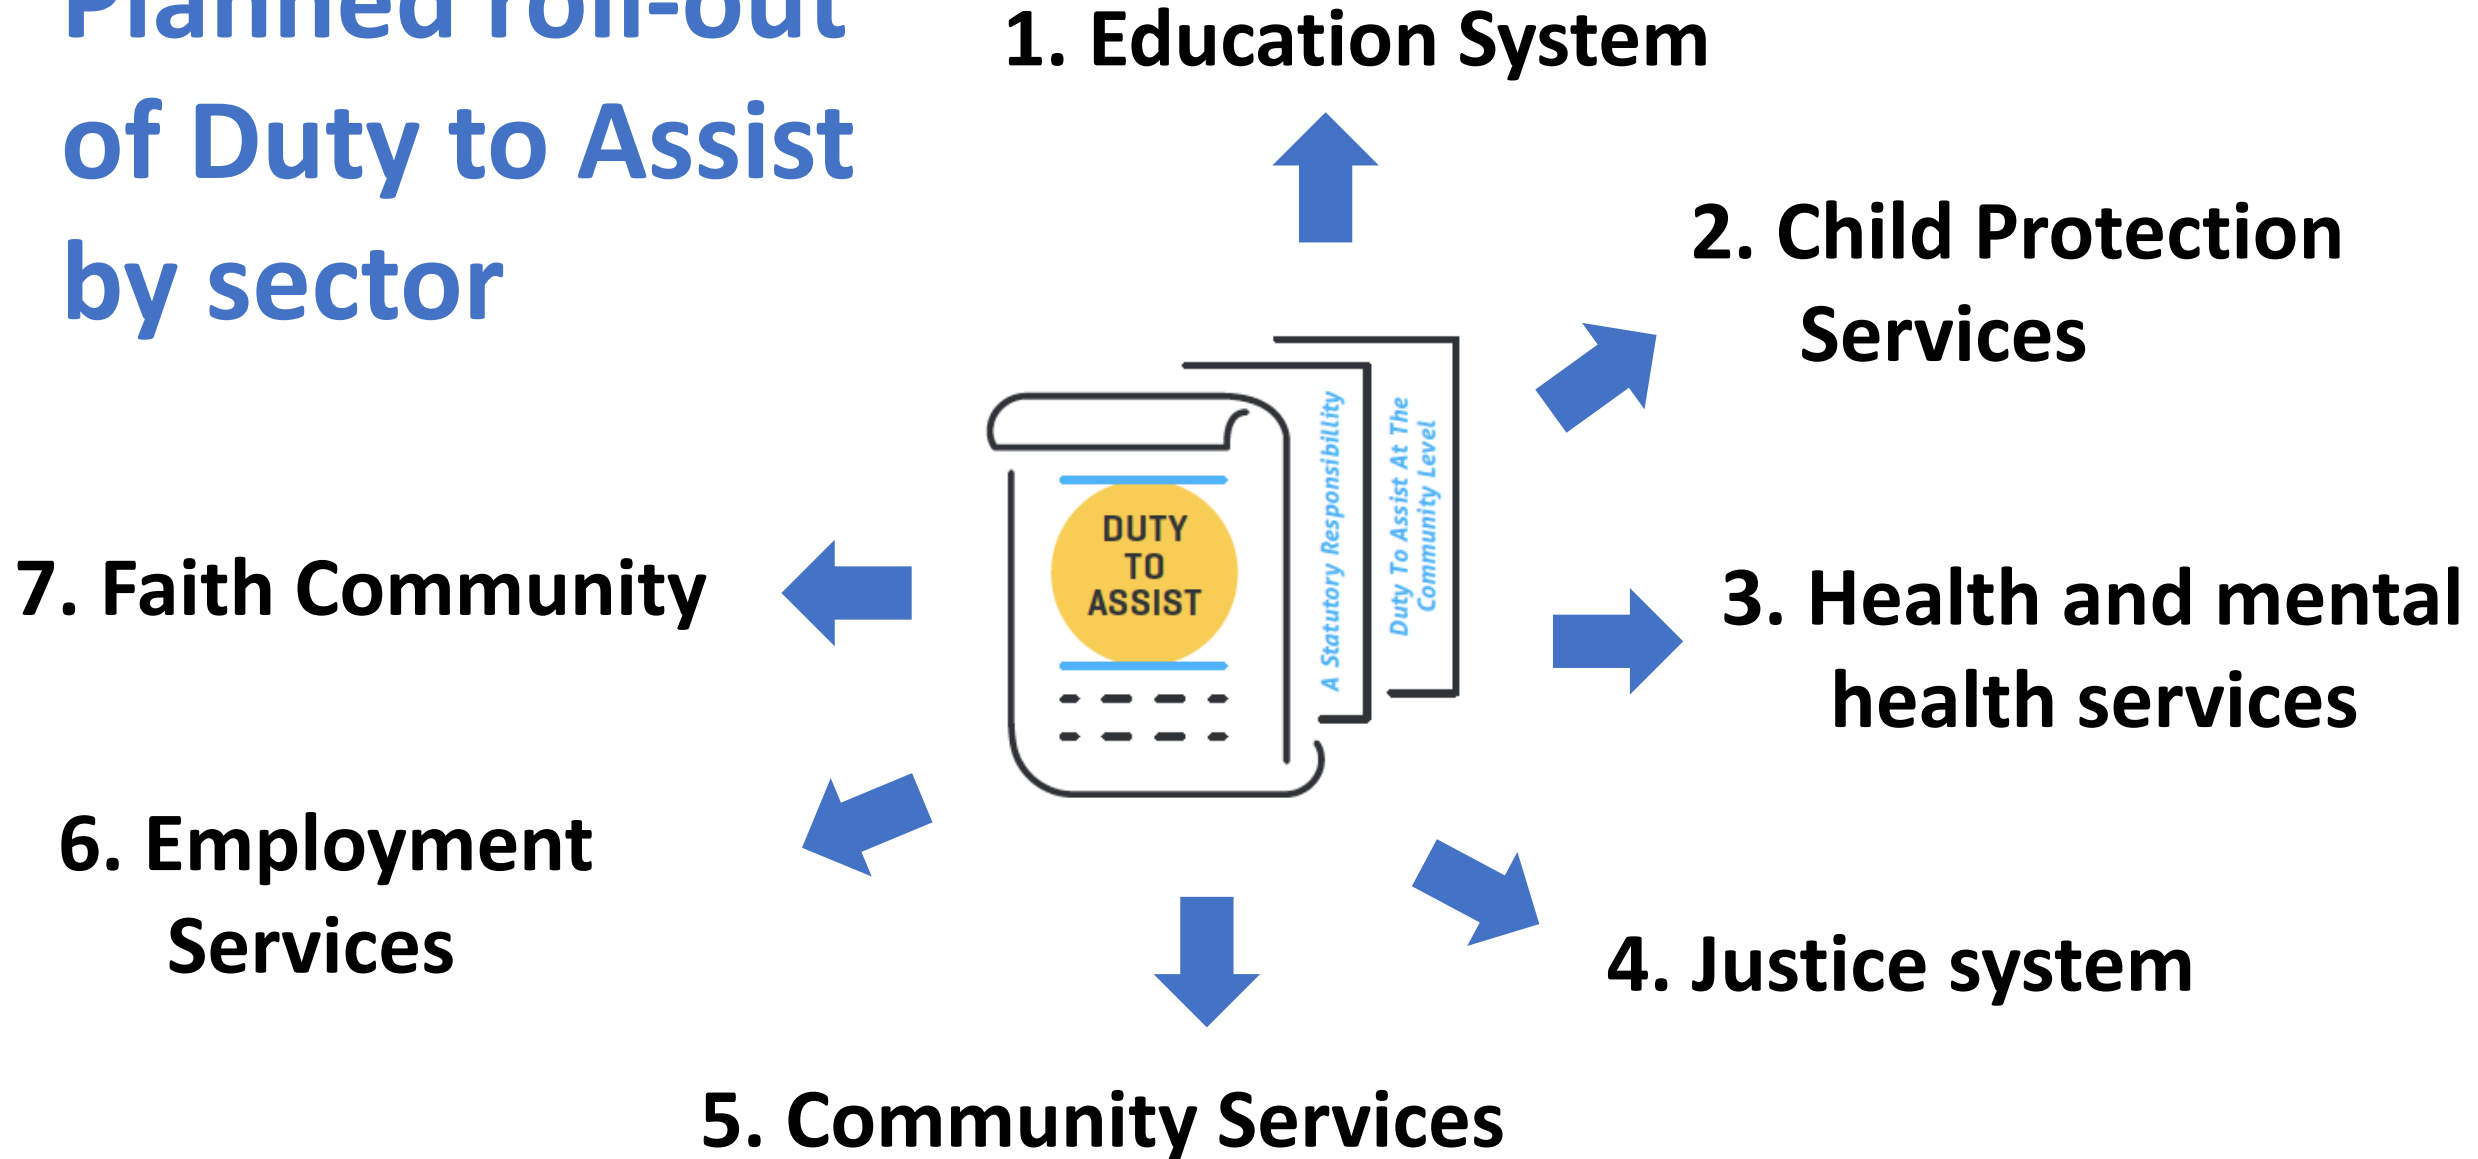 Planned roll-out
of Duty to Assist
by sector
1. Education System
2. Child Protection
Services
3. Health and mental
health services
4. Justice system
5. Community Services
6. Employment
Services
7. Faith Community
DUTY
TO
ASSIST
A Statutory Responsibillity
Duty To Assist At The
Community Level